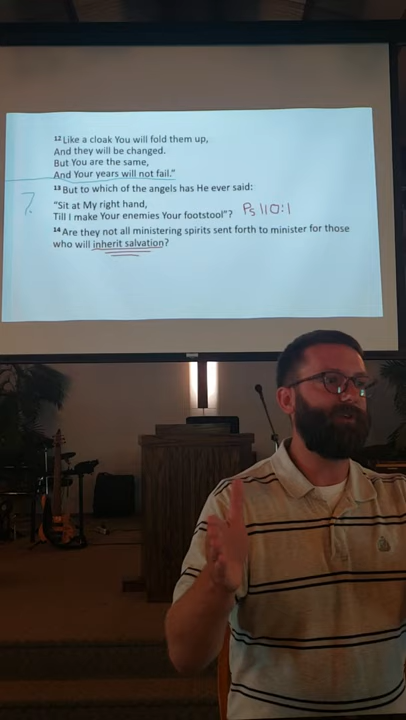 12 Like a cloak You will fold them up,
And they will be changed.
But You are the same,
And Your years will not fail."
7.
13 But to which of the angels has He ever said:
"Sit at My right hand,
Till I make Your enemies Your footstool"? Ps 110:1
14 Are they not all ministering spirits sent forth to minister for those
who will inherit salvation?